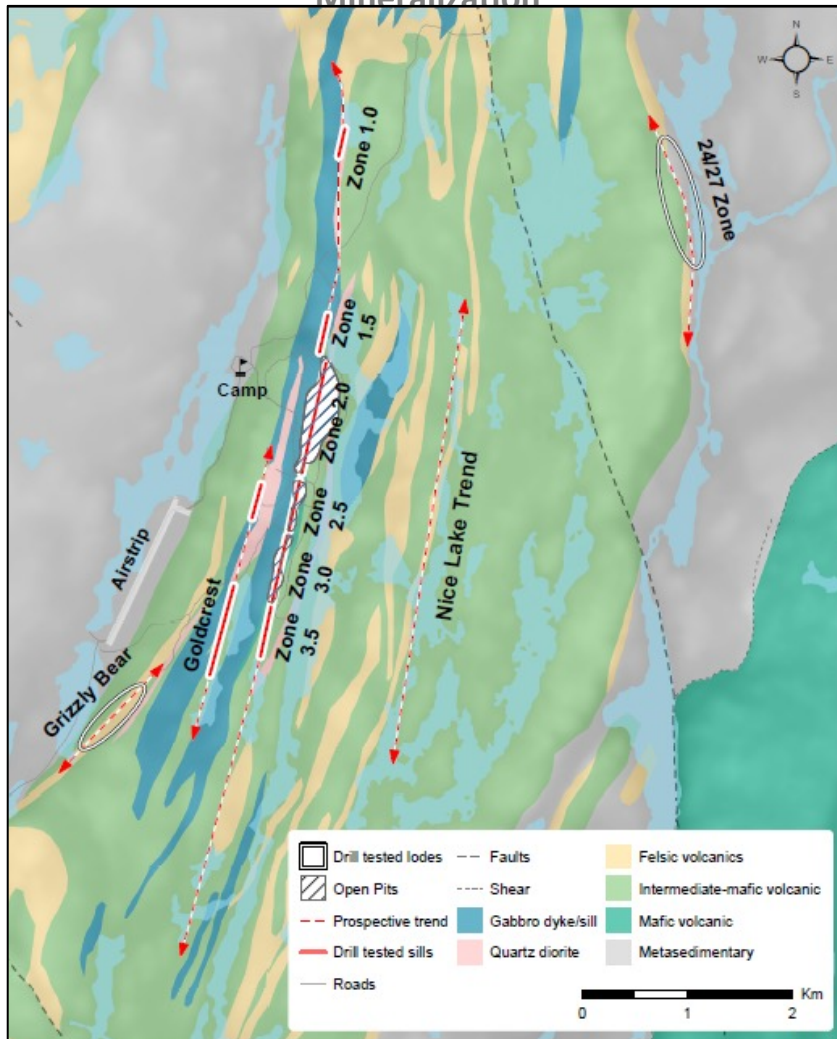 Mineralization
N
W
E
S
Zone 1.0
24/27 Zone
Zone
1.5
Camp
Zone 2.0
Zone
2.5
Nice Lake Trend
Airstrip
Zone
3.0
Goldcrest
Zone
3.5
Grizzly Bear
Drill tested lodes
Open Pits
Prospective trend
Drill tested sills
Roads
Faults
Shear
Gabbro dyke/sill
Quartz diorite
Felsic volcanics
Intermediate-mafic volcanic
Mafic volcanic
Metasedimentary
Km
0 1 2